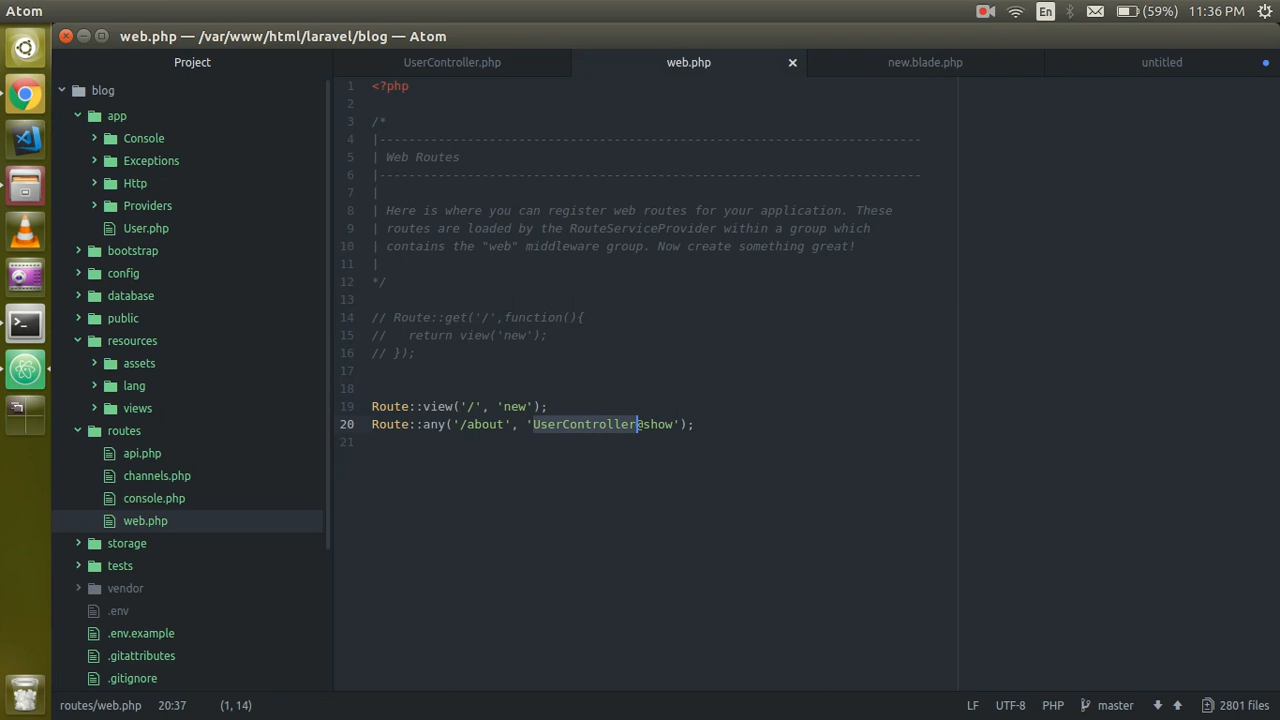 Atom
En
(59%)
11:36 PM
web.php — /var/www/html/laravel/blog — Atom
Project
UserController.php
web.php
new.blade.php
untitled
blog
app
Console
Exceptions
Http
Providers
User.php
bootstrap
config
database
public
resources
assets
lang
views
routes
api.php
channels.php
console.php
web.php
storage
tests
vendor
.env
.env.example
.gitattributes
.gitignore
1 <?php
2
3 /*
4 |--------------------------------------------------------------------------
5 | Web Routes
6 |--------------------------------------------------------------------------
7 |
8 | Here is where you can register web routes for your application. These
9 | routes are loaded by the RouteServiceProvider within a group which
10 | contains the "web" middleware group. Now create something great!
11 |
12 */
13
14 // Route::get('/',function(){
15 //   return view('new');
16 // });
17
18
19 Route::view('/', 'new');
20 Route::any('/about', 'UserController@show');
21
routes/web.php 20:37 (1, 14)
LF UTF-8 PHP master 2801 files